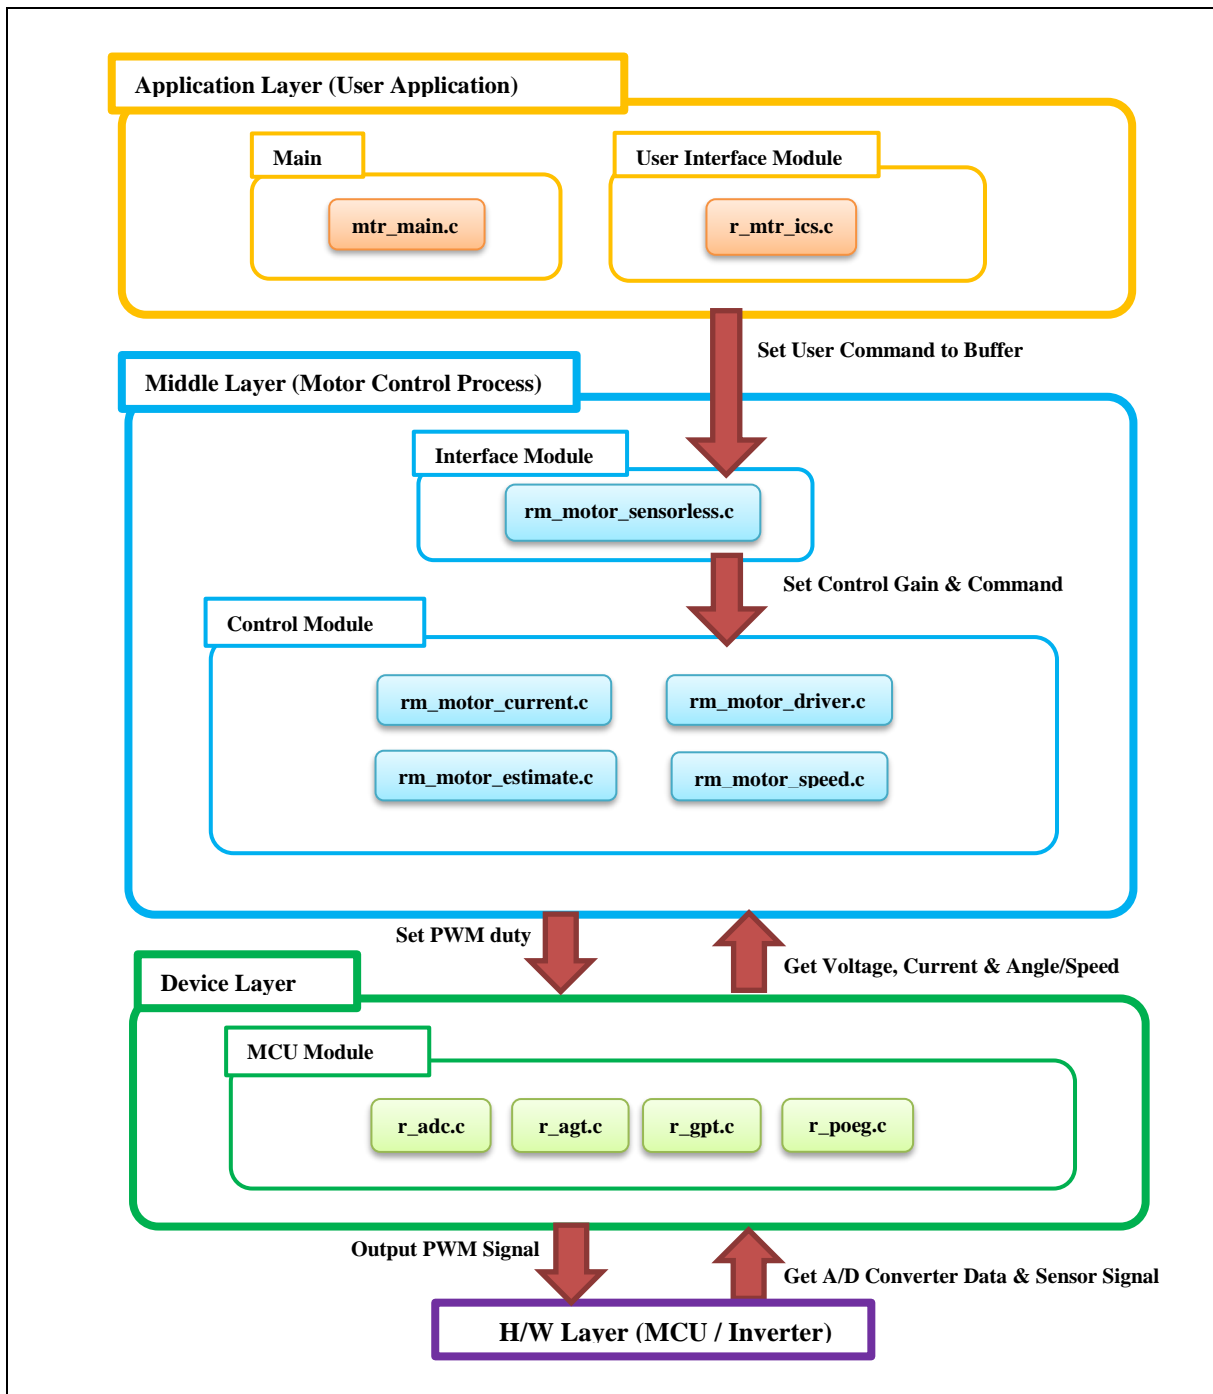 Application Layer (User Application)
Main
User Interface Module
mtr_main.c
r_mtr_ics.c
Set User Command to Buffer
Middle Layer (Motor Control Process)
Interface Module
rm_motor_sensorless.c
Set Control Gain & Command
Control Module
rm_motor_current.c
rm_motor_driver.c
rm_motor_estimate.c
rm_motor_speed.c
Set PWM duty
Get Voltage, Current & Angle/Speed
Device Layer
MCU Module
r_adc.c
r_agt.c
r_gpt.c
r_poeg.c
Output PWM Signal
Get A/D Converter Data & Sensor Signal
H/W Layer (MCU / Inverter)